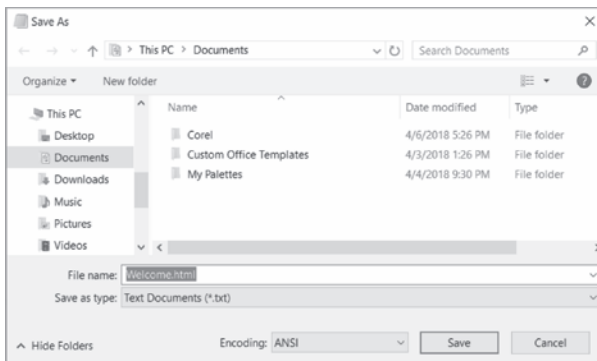 Save As
This PC > Documents
Search Documents
Organize
New folder
This PC
Desktop
Documents
Downloads
Music
Pictures
Videos
Name Date modified Type
Corel 4/6/2018 5:26 PM File folder
Custom Office Templates 4/3/2018 1:26 PM File folder
My Palettes 4/4/2018 9:30 PM File folder
File name: Welcome.html
Save as type: Text Documents (*.txt)
Hide Folders
Encoding: ANSI
Save
Cancel